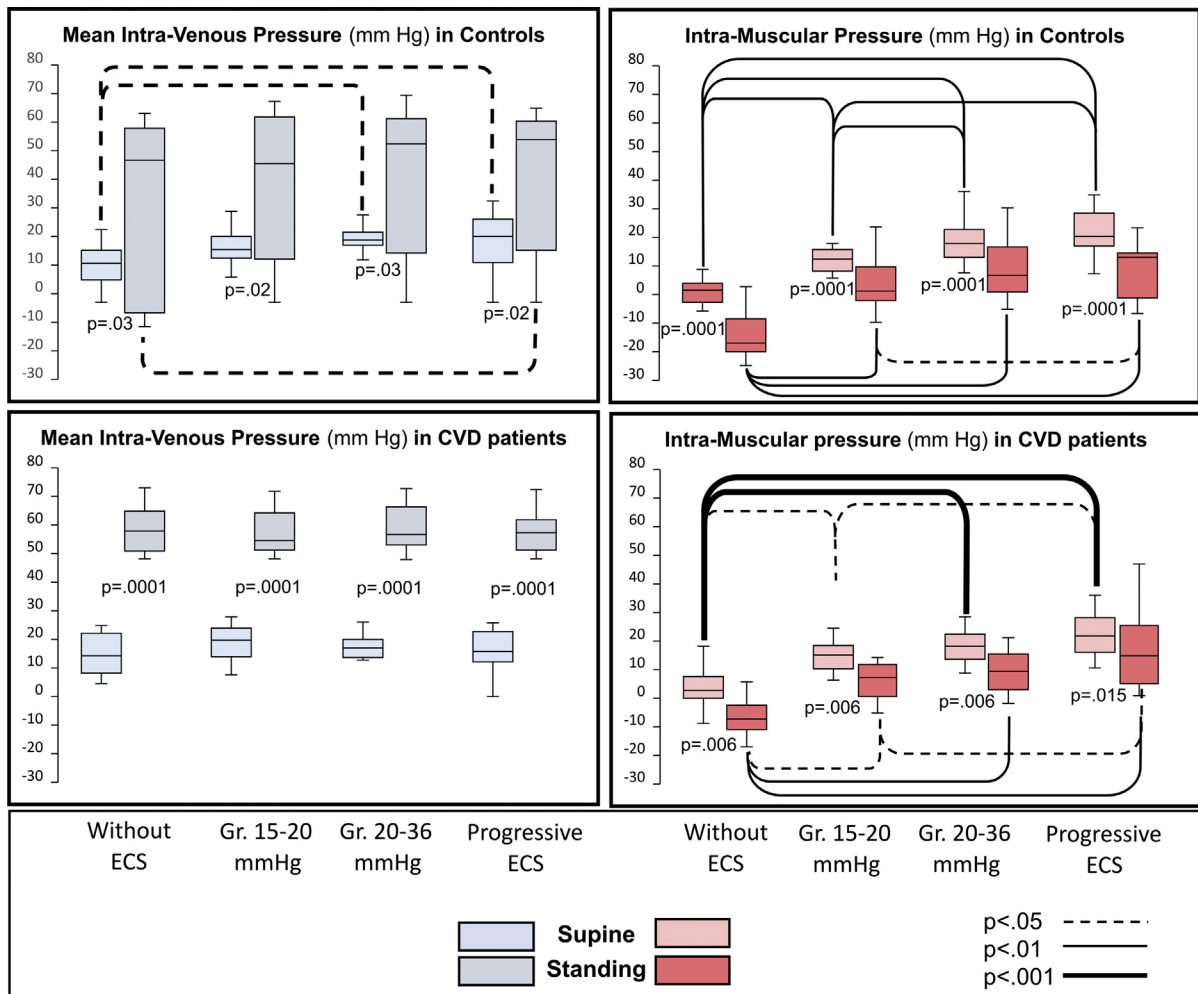 Mean Intra-Venous Pressure (mm Hg) in Controls
80
70
60
50
40
30
20
10
0
-10
-20
-30
p=.03
p=.02
p=.03
p=.02
Intra-Muscular Pressure (mm Hg) in Controls
80
70
60
50
40
30
20
10
0
-10
-20
-30
p=.0001
p=.0001
p=.0001
p=.0001
Mean Intra-Venous Pressure (mm Hg) in CVD patients
80
70
60
50
40
30
20
10
0
-10
-20
-30
p=.0001
p=.0001
p=.0001
p=.0001
Intra-Muscular pressure (mm Hg) in CVD patients
80
70
60
50
40
30
20
10
0
-10
-20
-30
p=.006
p=.006
p=.006
p=.015
Without
ECS
Gr. 15-20
mmHg
Gr. 20-36
mmHg
Progressive
ECS
Without
ECS
Gr. 15-20
mmHg
Gr. 20-36
mmHg
Progressive
ECS
Supine
Standing
p<.05
p<.01
p<.001